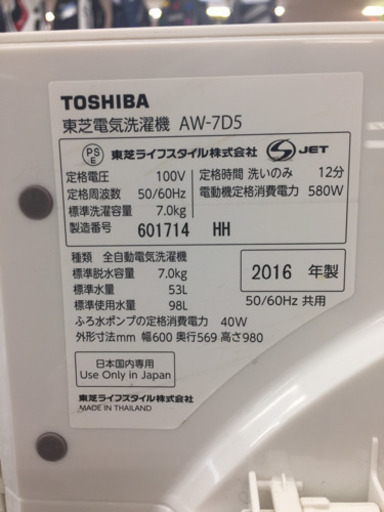 TOSHIBA
東芝電気洗濯機 AW-7D5
PS E 東芝ライフスタイル株式会社 S JET
定格電圧 100V 定格時間 洗いのみ 12分
定格周波数 50/60Hz 電動機定格消費電力 580W
標準洗濯容量 7.0kg
製造番号 601714 HH
種類 全自動電気洗濯機
標準脱水容量 7.0kg
標準水量 53L
標準使用水量 98L
2016 年製
50/60Hz 共用
ふろ水ポンプの定格消費電力 40W
外形寸法mm 幅600 奥行569 高さ980
日本国内専用
Use Only in Japan
東芝ライフスタイル株式会社
MADE IN THAILAND